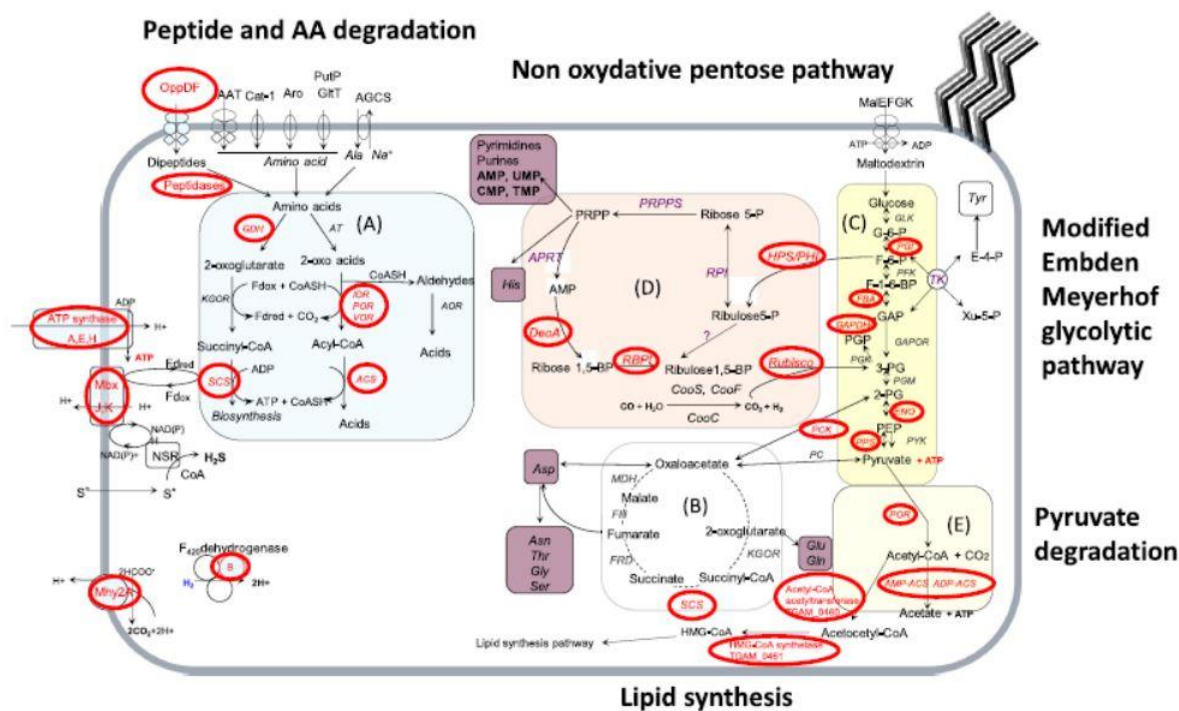 Peptide and AA degradation
Non oxydative pentose pathway
OppDF
AAT
Cat-1
Aro
PutP
GltT
AGCS
Dipeptides
Amino acid
Ala
Na+
Peptidases
Amino acids
(A)
GDH
AT
2-oxoglutarate
2-oxo acids
CoASH
Aldehydes
KGOR
Fdox + CoASH
IOR
POR
VOR
AOR
Fdred + CO2
Succinyl-CoA
Acyl-CoA
Acids
SCS
ADP
ACS
ATP + CoASH
Biosynthesis
Acids
ADP
ATP synthase
A,E,H
H+
ATP
Fdred
Fdox
Mbx
J,K
H+
H+
NAD(P)
H
NAD(P)+
NSR
H2S
CoA
S°
S°
F420dehydrogenase
B
H2
2H+
H+
2HCOO-
Mhy2A
2CO2+2H+
Pyrimidines
Purines
AMP, UMP
CMP, TMP
PRPP
PRPPS
Ribose 5-P
His
APRT
AMP
RPI
HPS/PHI
(D)
Ribulose5-P
DeoA
?
Ribose 1,5-BP
RBPI
Ribulose1,5-BP
Rubisco
CooS, CooF
CO + H2O
CO2 + H2
CooC
MalEFGK
ATP
ADP
Maltodextrin
Glucose
(C)
GLK
G-6-P
PGI
F-6-P
PFK
F-1-6-BP
FBA
GAP
GAPDH
PGP
GAPOR
PGK
3-PG
PGM
2-PG
ENO
PEP
PCK
PPS
PYK
Pyruvate + ATP
PC
Tyr
E-4-P
TK
Xu-5-P
Modified
Embden
Meyerhof
glycolytic
pathway
Asp
Oxaloacetate
MDH
Malate
(B)
FB
Fumarate
2-oxoglutarate
KGOR
FRD
Succinate
Succinyl-CoA
SCS
Asn
Thr
Gly
Ser
Glu
Gln
POR
(E)
Acetyl-CoA + CO2
AMP-ACS ADP-ACS
Acetate + ATP
Acetyl-CoA
acetyltransferase
TGAM_0460
Acetocetyl-CoA
HMG-CoA
HMG-CoA synthetase
TGAM_0461
Lipid synthesis pathway
Pyruvate
degradation
Lipid synthesis